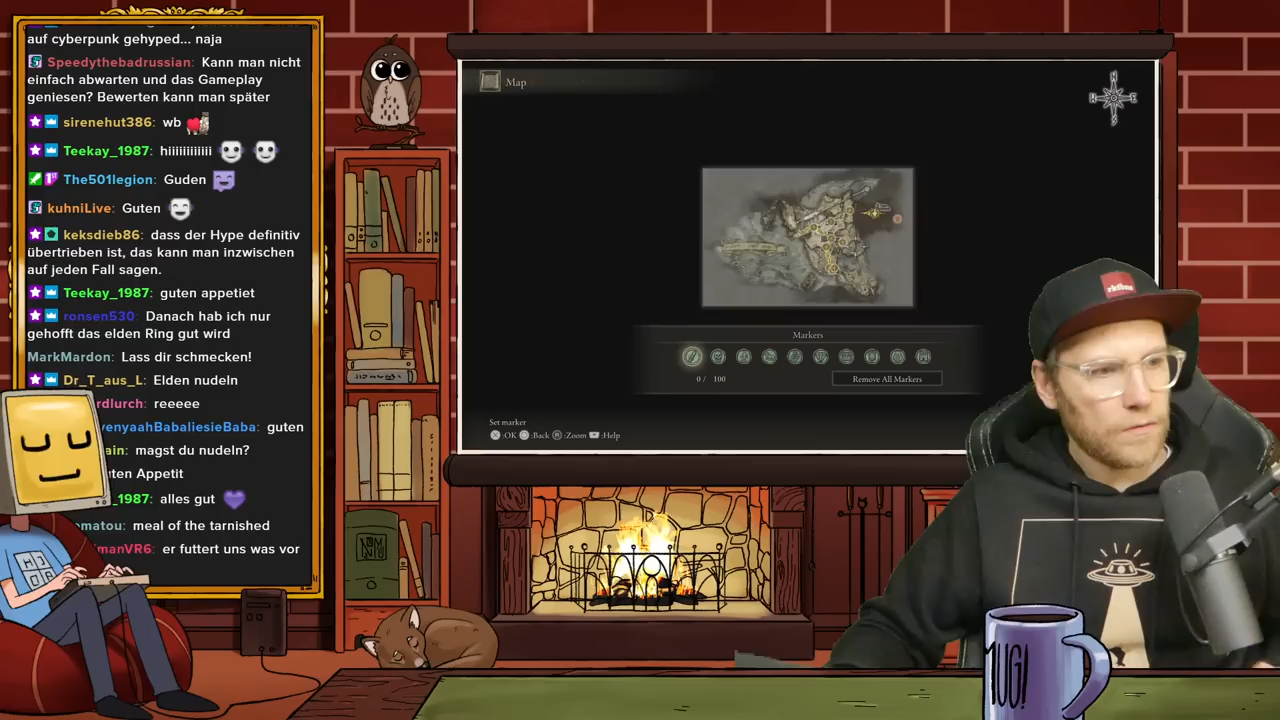 auf cyberpunk gehyped... naja
Speedythebadrussian: Kann man nicht
einfach abwarten und das Gameplay
geniesen? Bewerten kann man später
sirenehut386: wb
Teekay_1987: hiiiiiiiiiii
The501legion: Guden
kuhniLive: Guten
keksdieb86: dass der Hype definitiv
übertrieben ist, das kann man inzwischen
auf jeden Fall sagen.
Teekay_1987: guten appetiet
ronsen530: Danach hab ich nur
gehofft das elden Ring gut wird
MarkMardon: Lass dir schmecken!
Dr_T_aus_L: Elden nudeln
rdlurch: reeeee
venyaahBabaliesieBaba: guten
ain: magst du nudeln?
ten Appetit
_1987: alles gut
omatou: meal of the tarnished
manVR6: er futtert uns was vor
Map
Markers
0 / 100
Remove All Markers
Set marker
:OK :Back :Zoom :Help
MUG!